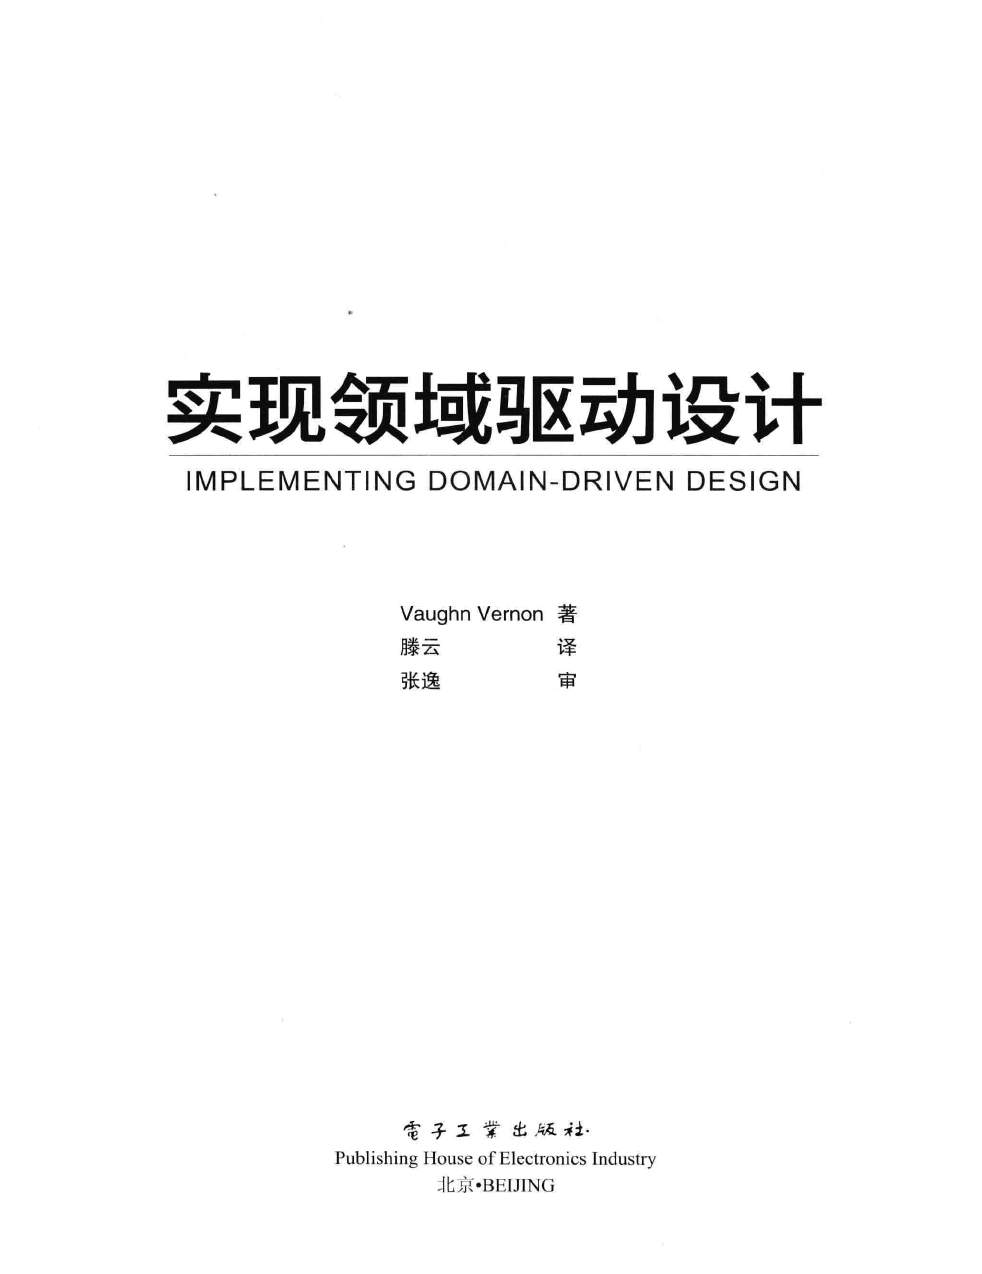 实现领域驱动设计
IMPLEMENTING DOMAIN-DRIVEN DESIGN
Vaughn Vernon 著
滕云 译
张逸 审
電子工業出版社·
Publishing House of Electronics Industry
北京•BEIJING